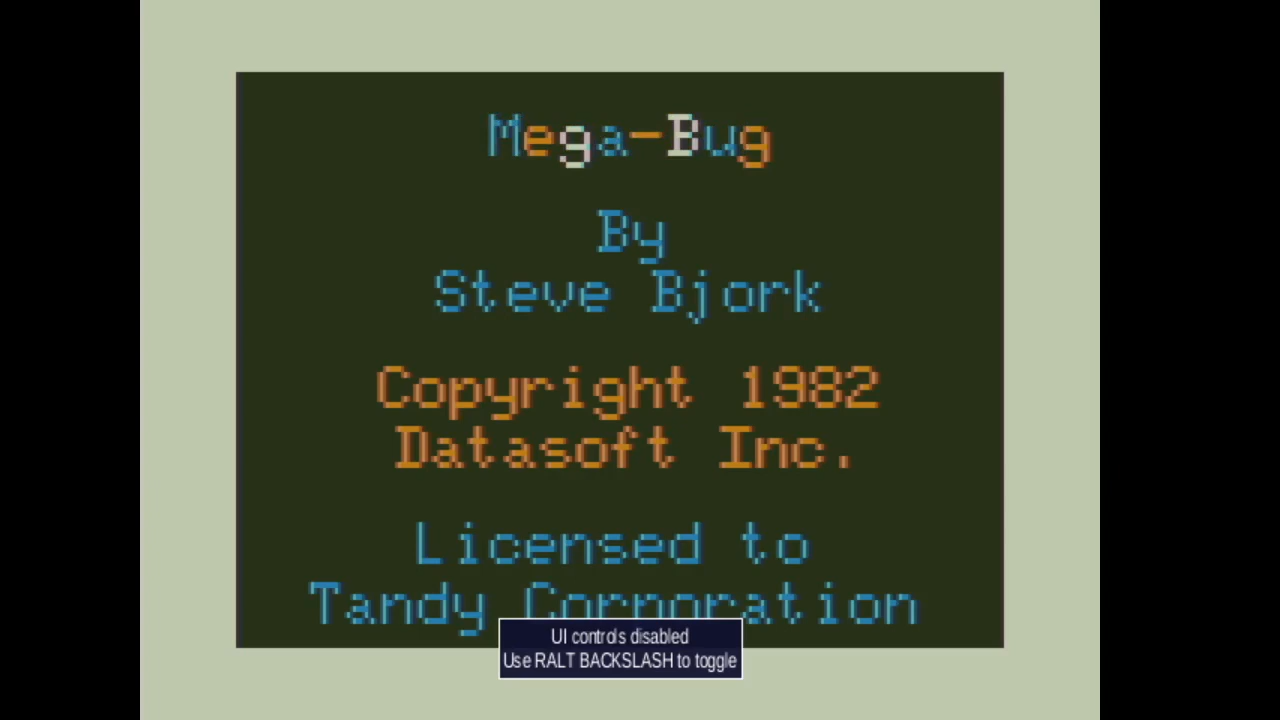 Mega-Bug
By
Steve Bjork
Copyright 1982
Datasoft Inc.
Licensed to
Tandy Corporation
UI controls disabled
Use RALT BACKSLASH to toggle